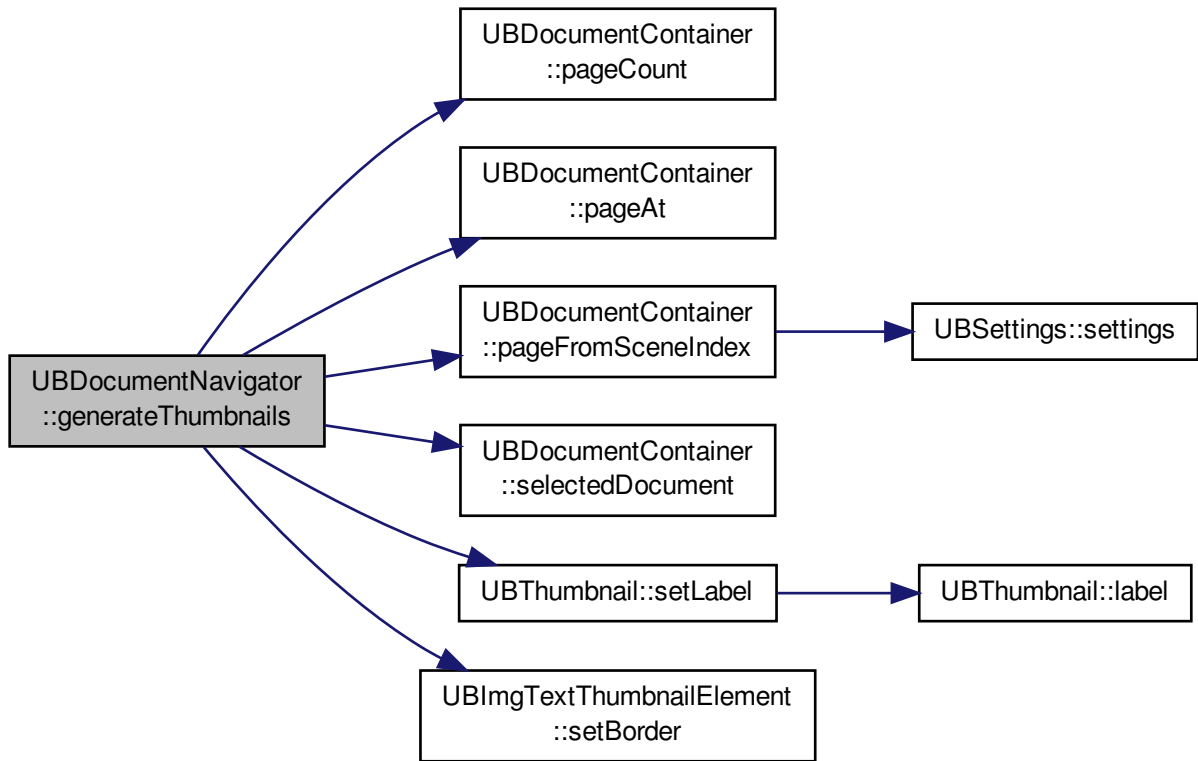 UBDocumentContainer
::pageCount
UBDocumentContainer
::pageAt
UBDocumentContainer
::pageFromSceneIndex
UBSettings::settings
UBDocumentNavigator
::generateThumbnails
UBDocumentContainer
::selectedDocument
UBThumbnail::setLabel
UBThumbnail::label
UBImgTextThumbnailElement
::setBorder